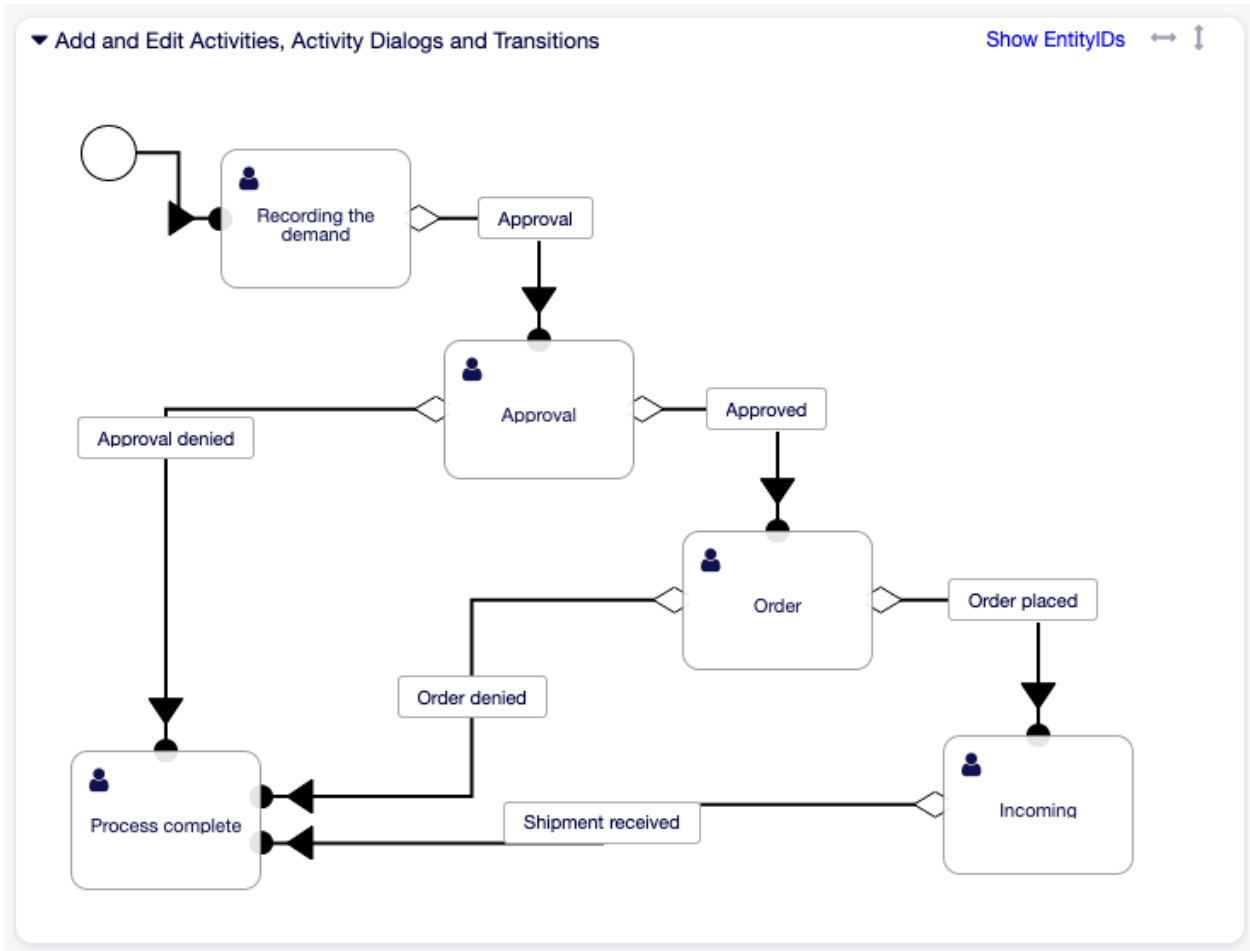 Add and Edit Activities, Activity Dialogs and Transitions
Show EntityIDs
Recording the
demand
Approval
Approval
Approved
Approval denied
Order
Order placed
Order denied
Process complete
Shipment received
Incoming